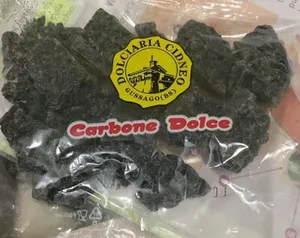 DOLCIARIA CIDNEO
GUSSAGO (BS)
Carbone Dolce